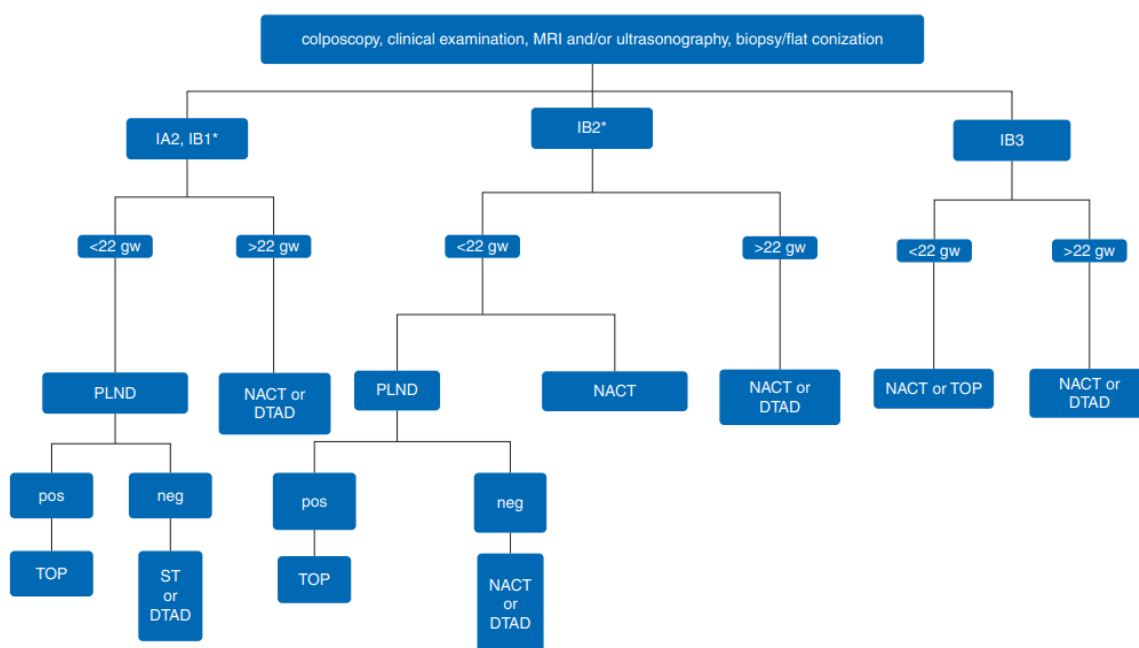 colposcopy, clinical examination, MRI and/or ultrasonography, biopsy/flat conization
IA2, IB1*
IB2*
IB3
<22 gw
>22 gw
<22 gw
>22 gw
<22 gw
>22 gw
PLND
NACT or
DTAD
PLND
NACT
NACT or
DTAD
NACT or TOP
NACT or
DTAD
pos
neg
pos
neg
TOP
ST
or
DTAD
TOP
NACT
or
DTAD